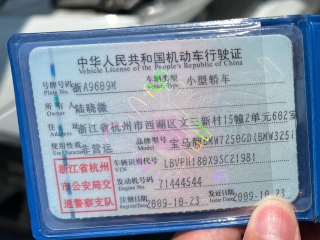 中华人民共和国机动车行驶证
Vehicle License of the People's Republic of China
号牌号码 浙A9609M 车辆类型 小型轿车
Plate No. Vehicle Type
所有人 陆晓薇
Owner
住址 浙江省杭州市西湖区文三新村15幢2单元602室
使用性质 非营运 品牌型号 宝马牌BMW7250GD(BMW325i
Use Character Model
浙江省杭州市公安局交通警察支队
车辆识别代号 LBVPH180X9SC21981
VIN
发动机号码 71444544
Engine No.
注册日期 2009-10-23 发证日期 2009-10-23